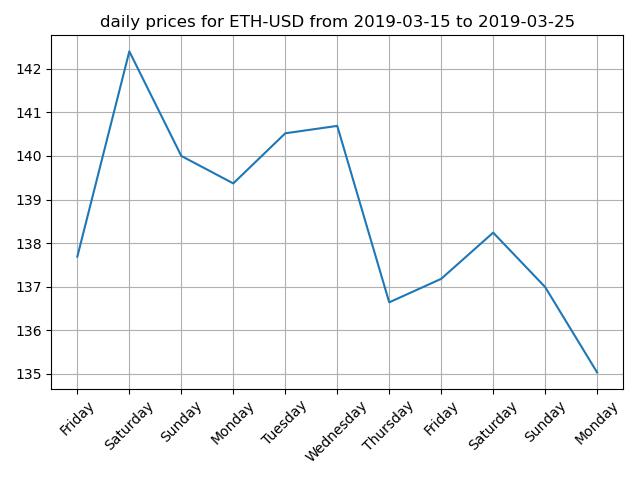 daily prices for ETH-USD from 2019-03-15 to 2019-03-25
142
141
140
139
138
137
136
135
Friday
Saturday
Sunday
Monday
Tuesday
Wednesday
Thursday
Friday
Saturday
Sunday
Monday